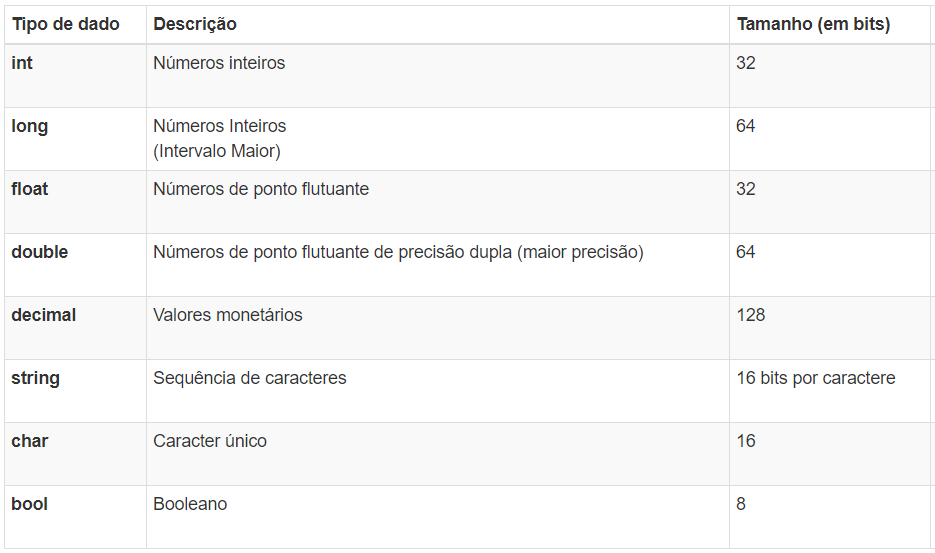 Tipo de dado Descrição Tamanho (em bits)
int Números inteiros 32
long Números Inteiros 64
(Intervalo Maior)
float Números de ponto flutuante 32
double Números de ponto flutuante de precisão dupla (maior precisão) 64
decimal Valores monetários 128
string Sequência de caracteres 16 bits por caractere
char Caracter único 16
bool Booleano 8